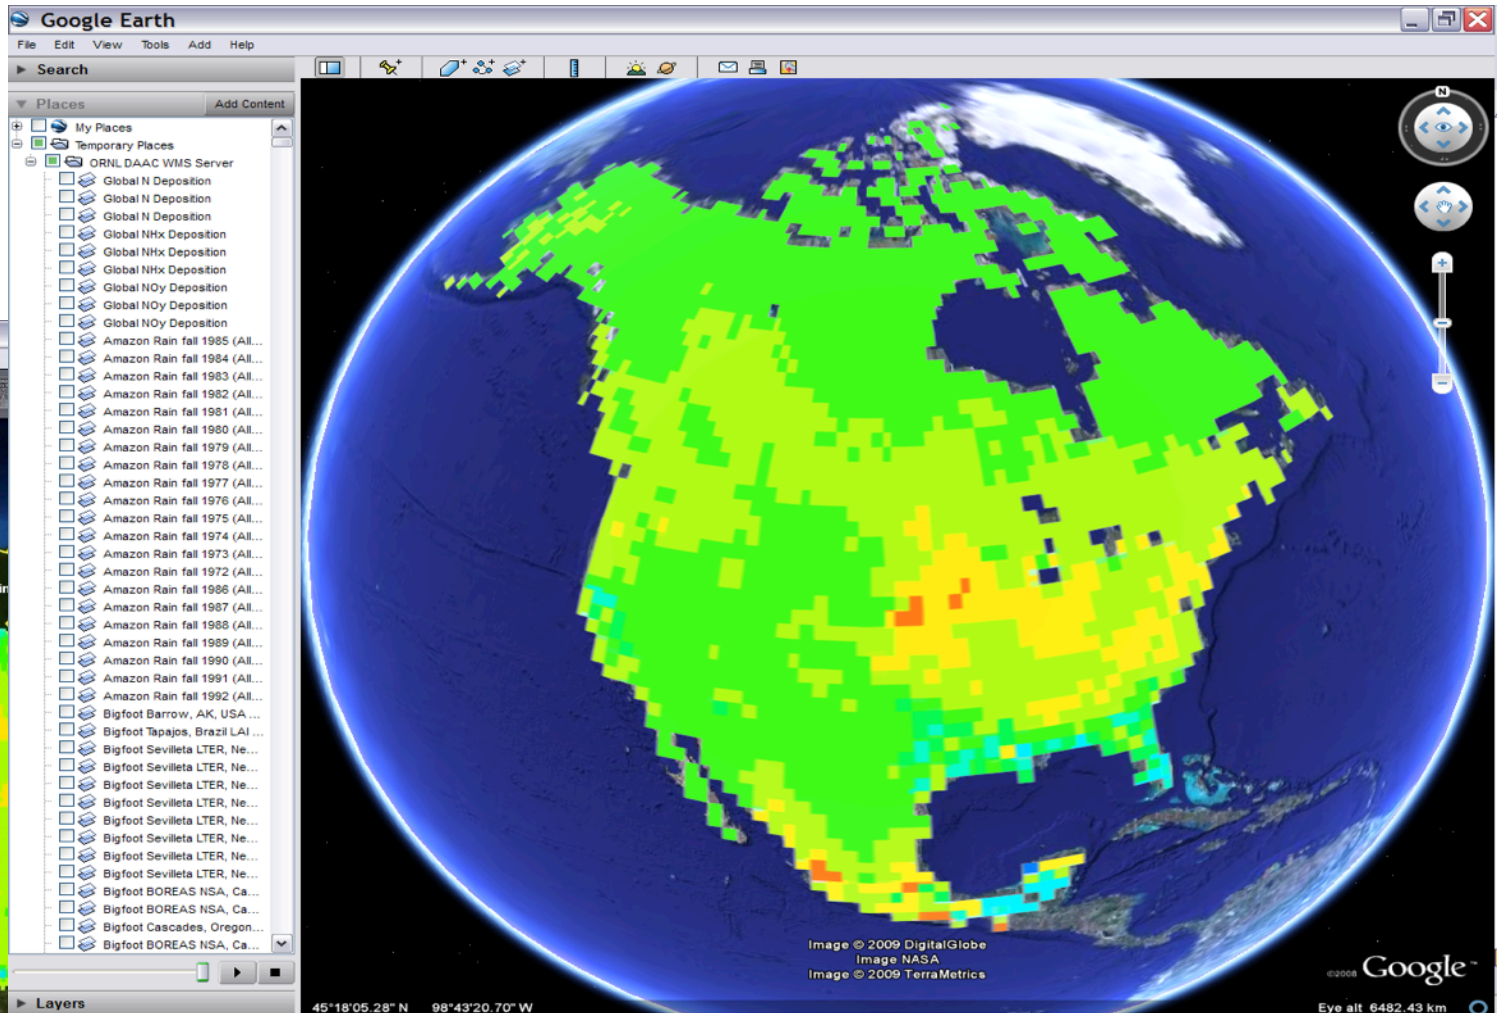 Google Earth
File Edit View Tools Add Help
Search
Places Add Content
My Places
Temporary Places
ORNL DAAC WMS Server
Global N Deposition
Global N Deposition
Global N Deposition
Global NHx Deposition
Global NHx Deposition
Global NHx Deposition
Global NOy Deposition
Global NOy Deposition
Global NOy Deposition
Amazon Rain fall 1985 (All...
Amazon Rain fall 1984 (All...
Amazon Rain fall 1983 (All...
Amazon Rain fall 1982 (All...
Amazon Rain fall 1981 (All...
Amazon Rain fall 1980 (All...
Amazon Rain fall 1979 (All...
Amazon Rain fall 1978 (All...
Amazon Rain fall 1977 (All...
Amazon Rain fall 1976 (All...
Amazon Rain fall 1975 (All...
Amazon Rain fall 1974 (All...
Amazon Rain fall 1973 (All...
Amazon Rain fall 1972 (All...
Amazon Rain fall 1986 (All...
Amazon Rain fall 1987 (All...
Amazon Rain fall 1988 (All...
Amazon Rain fall 1989 (All...
Amazon Rain fall 1990 (All...
Amazon Rain fall 1991 (All...
Amazon Rain fall 1992 (All...
Bigfoot Barrow, AK, USA ...
Bigfoot Tapajos, Brazil LAI ...
Bigfoot Sevilleta LTER, Ne...
Bigfoot Sevilleta LTER, Ne...
Bigfoot Sevilleta LTER, Ne...
Bigfoot Sevilleta LTER, Ne...
Bigfoot Sevilleta LTER, Ne...
Bigfoot Sevilleta LTER, Ne...
Bigfoot Sevilleta LTER, Ne...
Bigfoot Sevilleta LTER, Ne...
Bigfoot BOREAS NSA, Ca...
Bigfoot BOREAS NSA, Ca...
Bigfoot Cascades, Oregon...
Bigfoot BOREAS NSA, Ca...
Layers
N
Image © 2009 DigitalGlobe
Image NASA
Image © 2009 TerraMetrics
©2008 Google™
45°18'05.28" N 98°43'20.70" W
Eye alt 6482.43 km